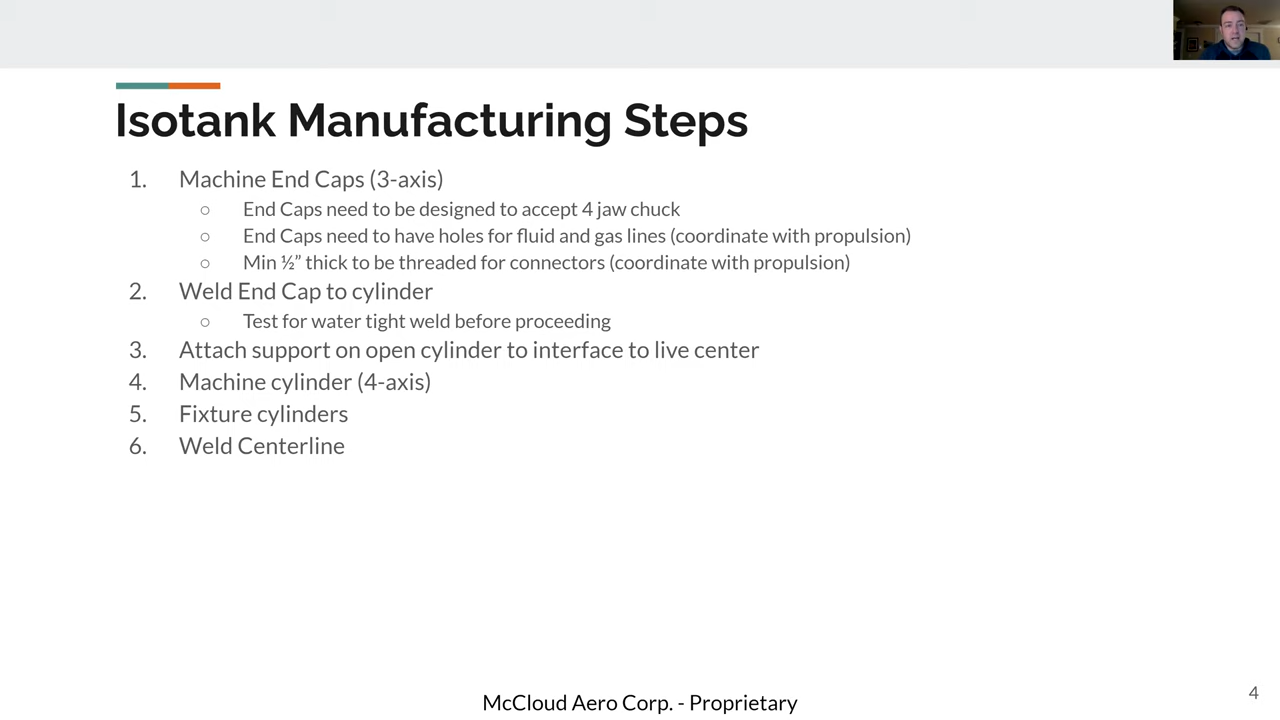 Isotank Manufacturing Steps
1. Machine End Caps (3-axis)
○ End Caps need to be designed to accept 4 jaw chuck
○ End Caps need to have holes for fluid and gas lines (coordinate with propulsion)
○ Min ½” thick to be threaded for connectors (coordinate with propulsion)
2. Weld End Cap to cylinder
○ Test for water tight weld before proceeding
3. Attach support on open cylinder to interface to live center
4. Machine cylinder (4-axis)
5. Fixture cylinders
6. Weld Centerline
McCloud Aero Corp. - Proprietary
4